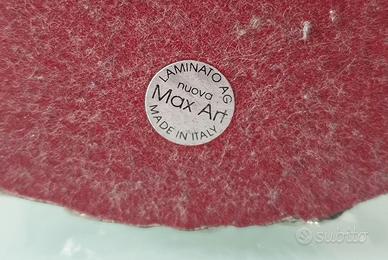 LAMINATO AG
nuova
Max Art
MADE IN ITALY
subito